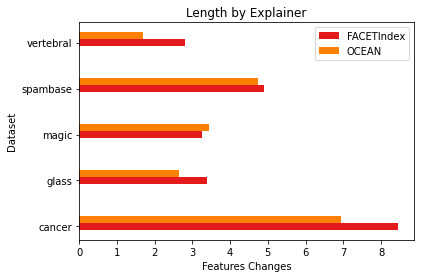 Length by Explainer
FACETIndex
OCEAN
vertebral
spambase
magic
glass
cancer
Dataset
0 1 2 3 4 5 6 7 8
Features Changes